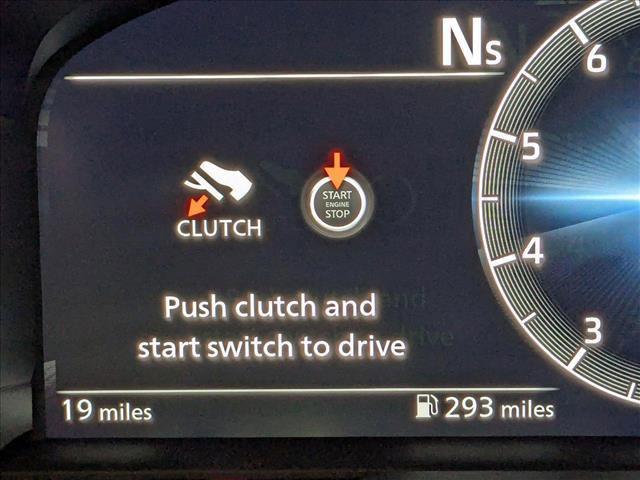 Ns
6
5
4
3
CLUTCH
START
ENGINE
STOP
Push clutch and
start switch to drive
19 miles
293 miles